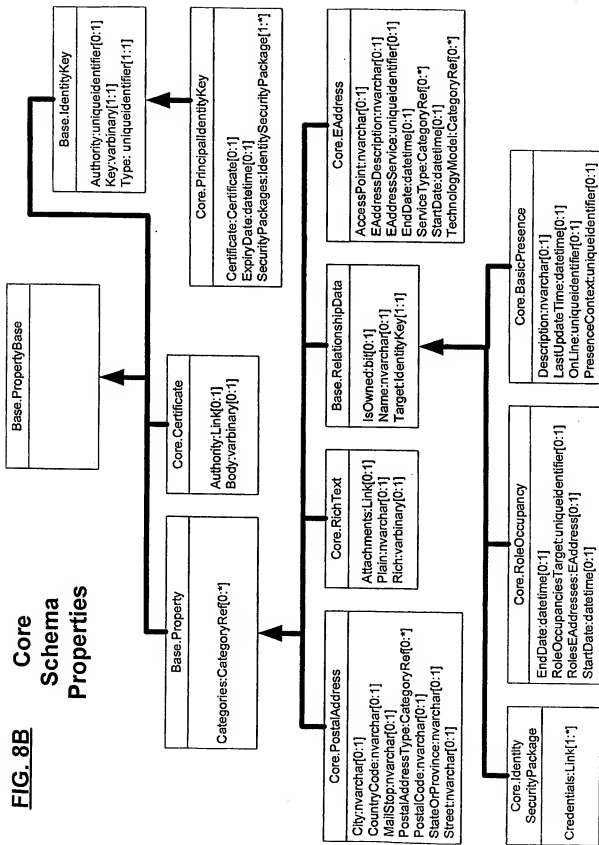 FIG. 8B
Core
Schema
Properties
Base.PropertyBase
Base.Property
Categories:CategoryRef[0:*]
Core.Certificate
Authority:Link[0:1]
Body:varbinary[0:1]
Base.IdentityKey
Authority:uniqueidentifier[0:1]
Key:varbinary[1:1]
Type: uniqueidentifier[1:1]
Core.PrincipalIdentityKey
Certificate:Certificate[0:1]
ExpiryDate:datetime[0:1]
SecurityPackages:IdentitySecurityPackage[1:*]
Core.PostalAddress
City:nvarchar[0:1]
CountryCode:nvarchar[0:1]
MailStop:nvarchar[0:1]
PostalAddressType:CategoryRef[0:*]
PostalCode:nvarchar[0:1]
StateOrProvince:nvarchar[0:1]
Street:nvarchar[0:1]
Core.RichText
Attachments:Link[0:1]
Plain:nvarchar[0:1]
Rich:varbinary[0:1]
Base.RelationshipData
IsOwned:bit[0:1]
Name:nvarchar[0:1]
Target:IdentityKey[1:1]
Core.EAddress
AccessPoint:nvarchar[0:1]
EAddressDescription:nvarchar[0:1]
EAddressService:uniqueidentifier[0:1]
EndDate:datetime[0:1]
ServiceType:CategoryRef[0:*]
StartDate:datetime[0:1]
TechnologyModel:CategoryRef[0:*]
Core.Identity
SecurityPackage
Credentials:Link[1:*]
Core.RoleOccupancy
EndDate:datetime[0:1]
RoleOccupanciesTarget:uniqueidentifier[0:1]
RolesEAddresses:EAddress[0:1]
StartDate:datetime[0:1]
Core.BasicPresence
Description:nvarchar[0:1]
LastUpdateTime:datetime[0:1]
OnLine:uniqueidentifier[0:1]
PresenceContext:uniqueidentifier[0:1]